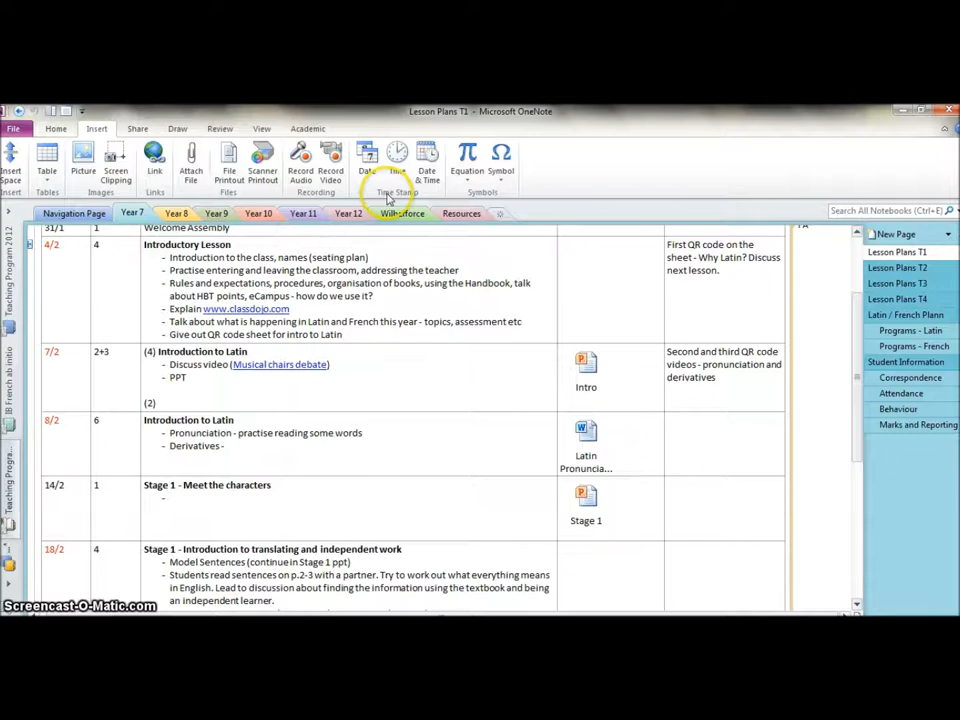 Lesson Plans T1 - Microsoft OneNote
File Home Insert Share Draw Review View Academic
Insert Space Table Picture Screen Clipping Link Attach File File Printout Scanner Printout Record Audio Record Video Date Time Date & Time Equation Symbol
Insert Tables Images Links Files Recording Time Stamp Symbols
Navigation Page Year 7 Year 8 Year 9 Year 10 Year 11 Year 12 Wilberforce Resources
Search All Notebooks (Ctrl+E)
31/1 1 Welcome Assembly
4/2 4 Introductory Lesson
- Introduction to the class, names (seating plan)
- Practise entering and leaving the classroom, addressing the teacher
- Rules and expectations, procedures, organisation of books, using the Handbook, talk
about HBT points, eCampus - how do we use it?
- Explain www.classdojo.com
- Talk about what is happening in Latin and French this year - topics, assessment etc
- Give out QR code sheet for intro to Latin
First QR code on the
sheet - Why Latin? Discuss
next lesson.
7/2 2+3 (4) Introduction to Latin
- Discuss video (Musical chairs debate)
- PPT
(2)
Intro
Second and third QR code
videos - pronunciation and
derivatives
8/2 6 Introduction to Latin
- Pronunciation - practise reading some words
- Derivatives -
Latin
Pronuncia...
14/2 1 Stage 1 - Meet the characters
-
Stage 1
18/2 4 Stage 1 - Introduction to translating and independent work
- Model Sentences (continue in Stage 1 ppt)
- Students read sentences on p.2-3 with a partner. Try to work out what everything means
in English. Lead to discussion about finding the information using the textbook and being
an independent learner.
New Page
Lesson Plans T1
Lesson Plans T2
Lesson Plans T3
Lesson Plans T4
Latin / French Plann
Programs - Latin
Programs - French
Student Information
Correspondence
Attendance
Behaviour
Marks and Reporting
Teaching Program 2012
IB French ab initio
Teaching Progra...
Screencast-O-Matic.com